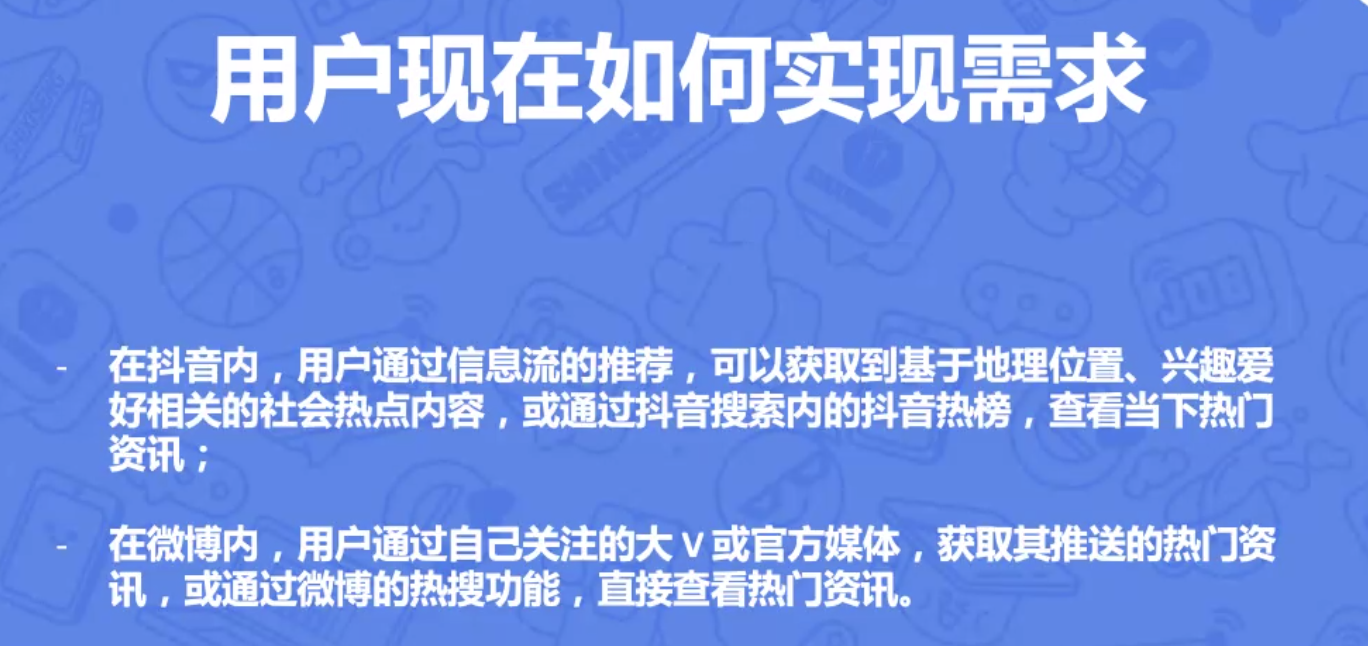 用户现在如何实现需求
- 在抖音内，用户通过信息流的推荐，可以获取到基于地理位置、兴趣爱
好相关的社会热点内容，或通过抖音搜索内的抖音热榜，查看当下热门
资讯；
- 在微博内，用户通过自己关注的大V或官方媒体，获取其推送的热门资
讯，或通过微博的热搜功能，直接查看热门资讯。
SHIXISENG
JOB